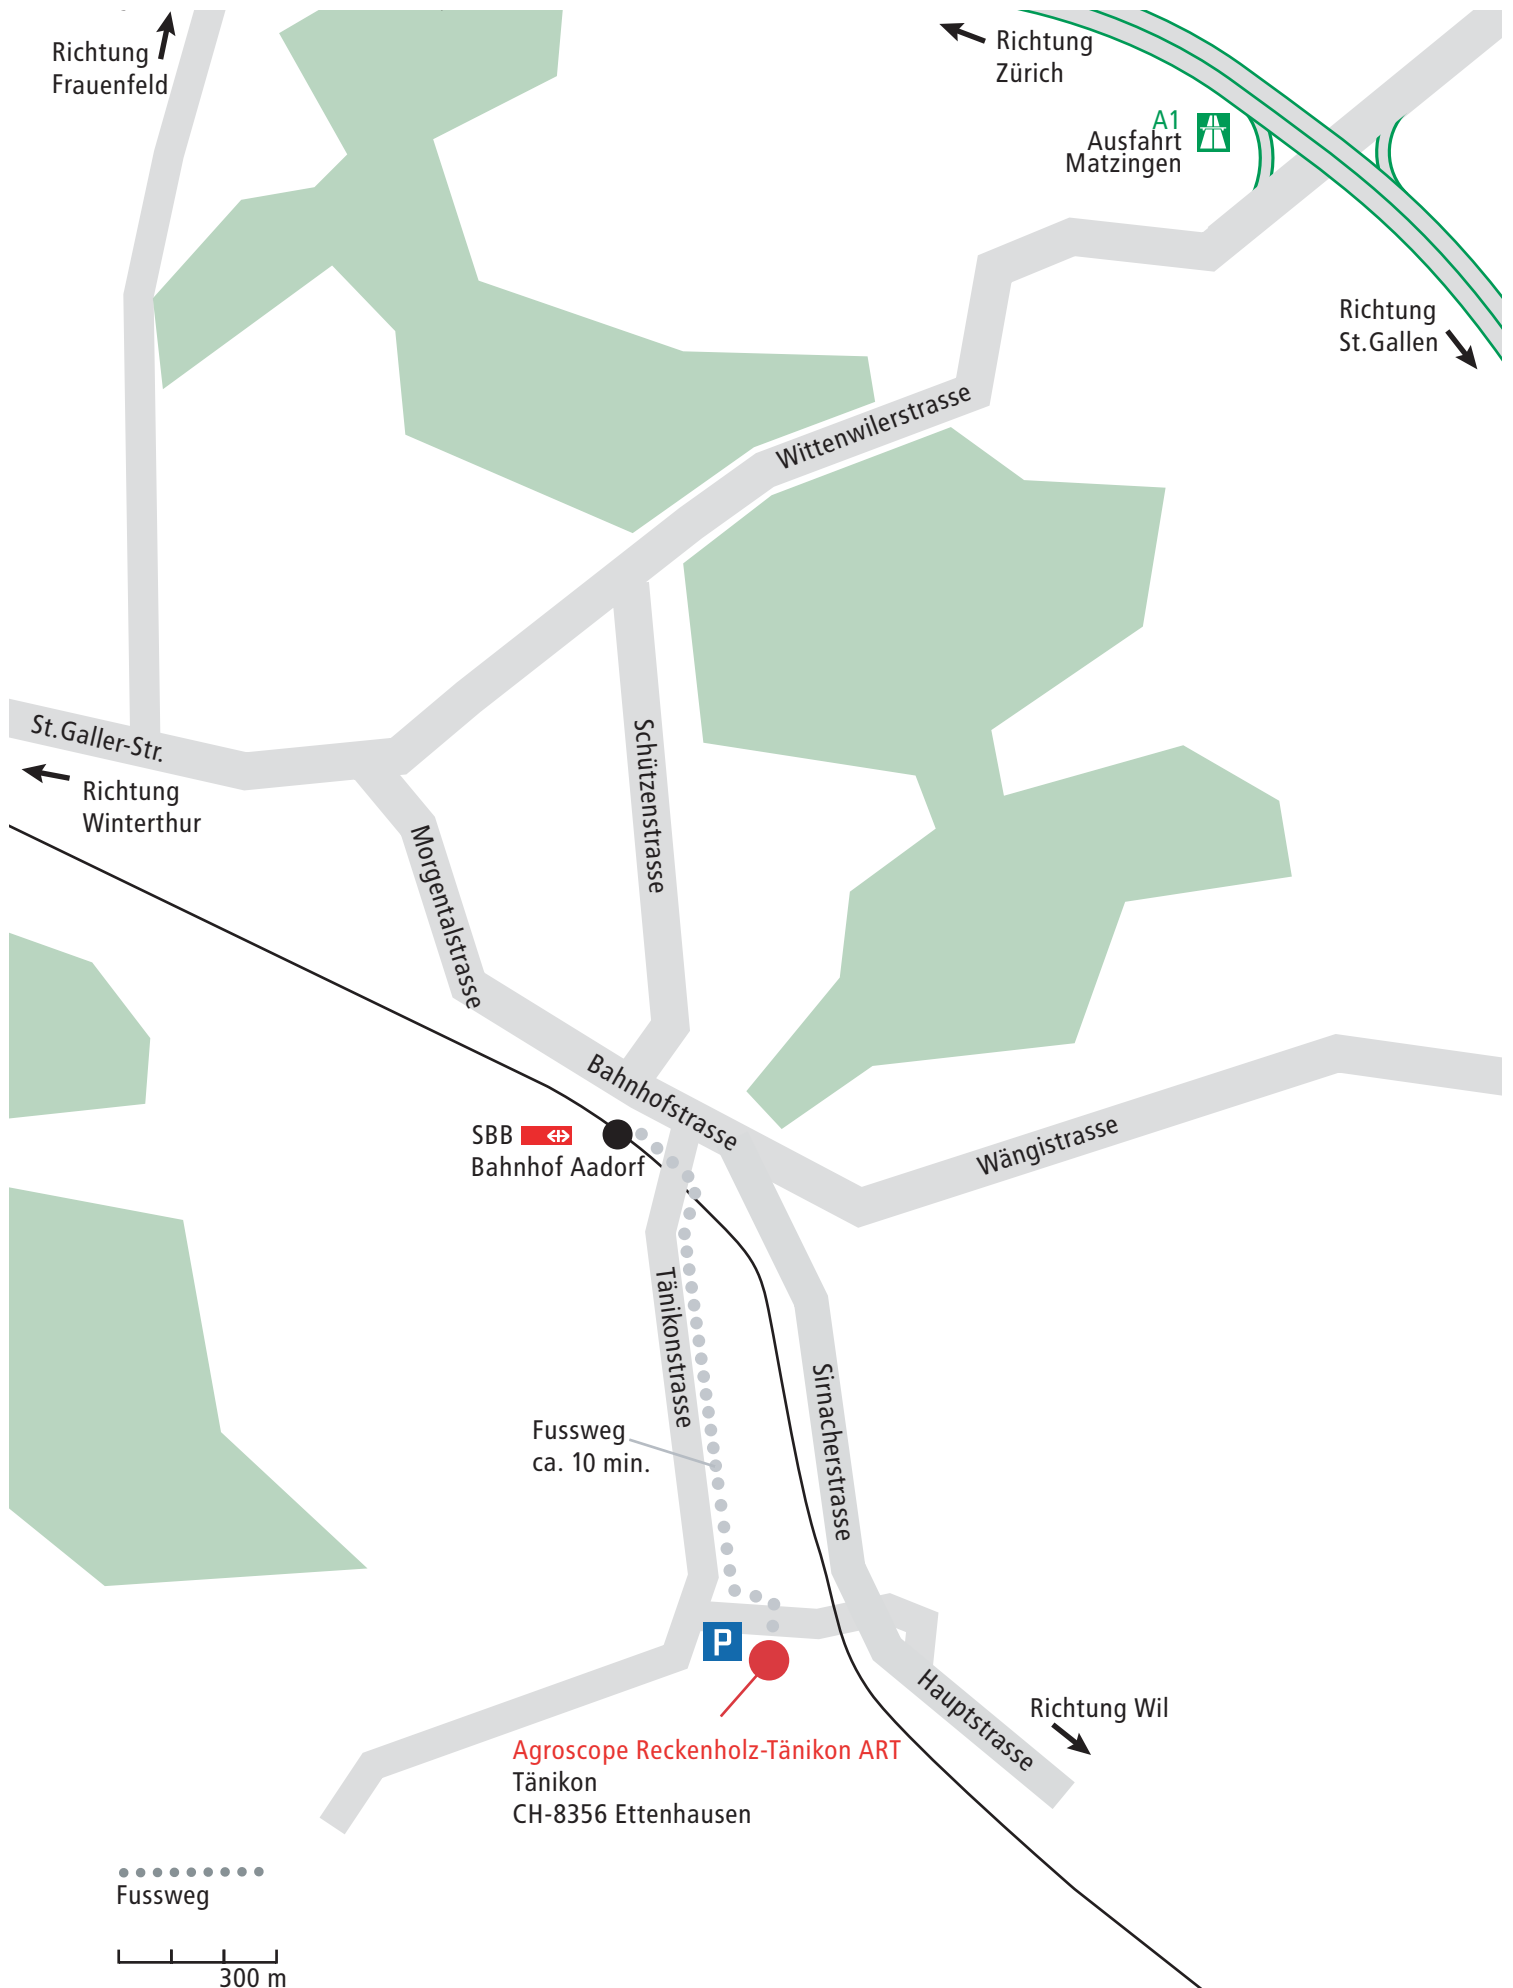 Richtung
Frauenfeld
Richtung
Zürich
A1
Ausfahrt
Matzingen
Richtung
St.Gallen
Wittenwilerstrasse
St.Galler-Str.
Richtung
Winterthur
Schützenstrasse
Morgentalstrasse
Bahnhofstrasse
SBB
Bahnhof Aadorf
Wängistrasse
Tänikonstrasse
Sirnacherstrasse
Fussweg
ca. 10 min.
P
Hauptstrasse
Richtung Wil
Agroscope Reckenholz-Tänikon ART
Tänikon
CH-8356 Ettenhausen
Fussweg
300 m